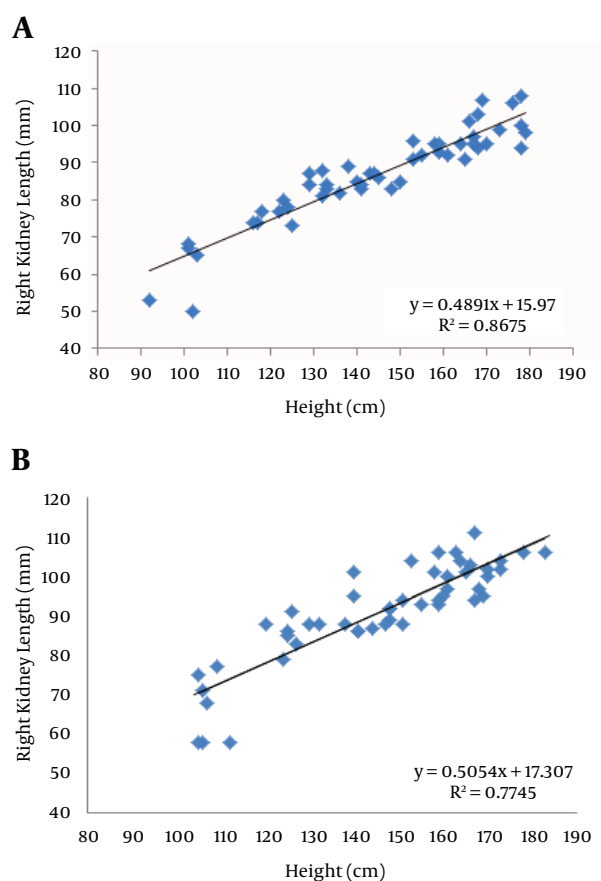 A
120
110
100
90
80
70
60
50
40
Right Kidney Length (mm)
y = 0.4891x + 15.97
R² = 0.8675
80 90 100 110 120 130 140 150 160 170 180 190
Height (cm)
B
120
110
100
90
80
70
60
50
40
Right Kidney Length (mm)
y = 0.5054x + 17.307
R² = 0.7745
80 90 100 110 120 130 140 150 160 170 180 190
Height (cm)